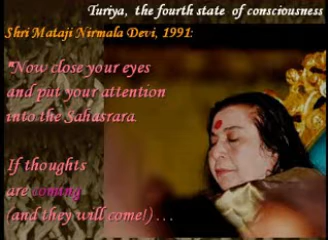 Turiya, the fourth state of consciousness
Shri Mataji Nirmala Devi, 1991:
"Now close your eyes
and put your attention
into the Sahasrara.
If thoughts
are coming
(and they will come!) . . .